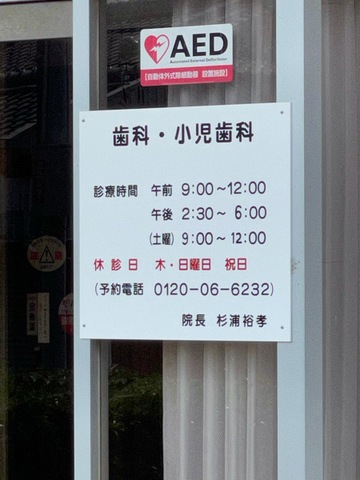 AED
Automated External Defibrillator
【自動体外式除細動器 設置施設】
歯科・小児歯科
診療時間 午前 9:00～12:00
午後 2:30～ 6:00
(土曜) 9:00～12:00
休診日 木・日曜日 祝日
(予約電話 0120-06-6232)
院長 杉浦裕孝